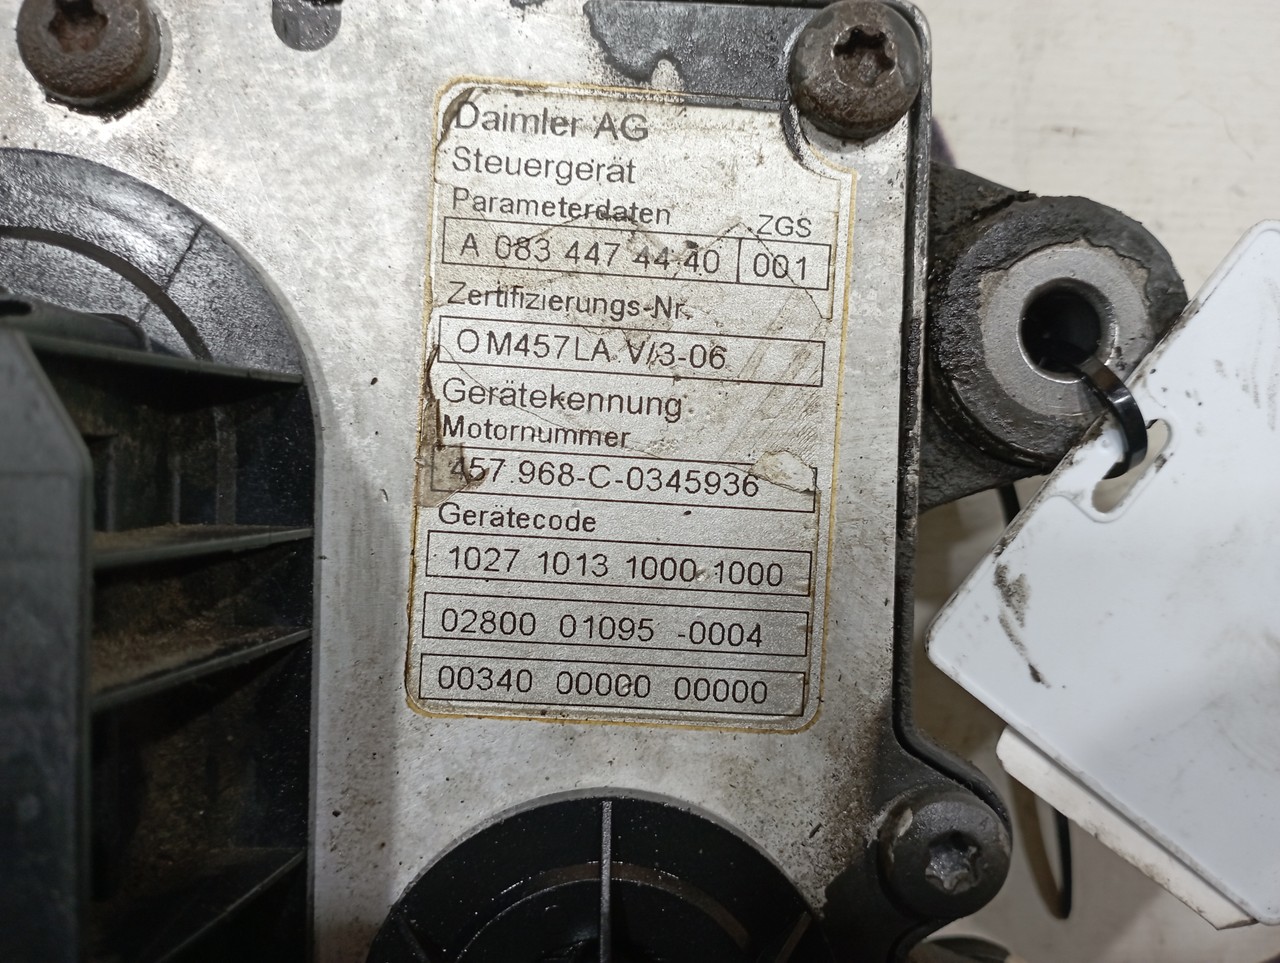 Daimler AG
Steuergerät
Parameterdaten ZGS
A 083 447 44 40 001
Zertifizierungs-Nr.
OM457LA.V/3-06
Gerätekennung
Motornummer
457.968-C-0345936
Gerätecode
1027 1013 1000 1000
02800 01095 -0004
00340 00000 00000